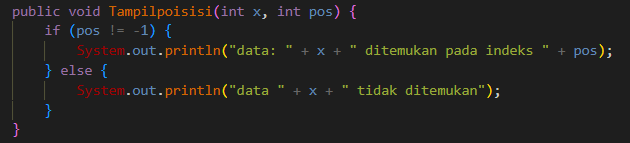 public void Tampilpoisisi(int x, int pos) {
    if (pos != -1) {
        System.out.println("data: " + x + " ditemukan pada indeks " + pos);
    } else {
        System.out.println("data " + x + " tidak ditemukan");
    }
}